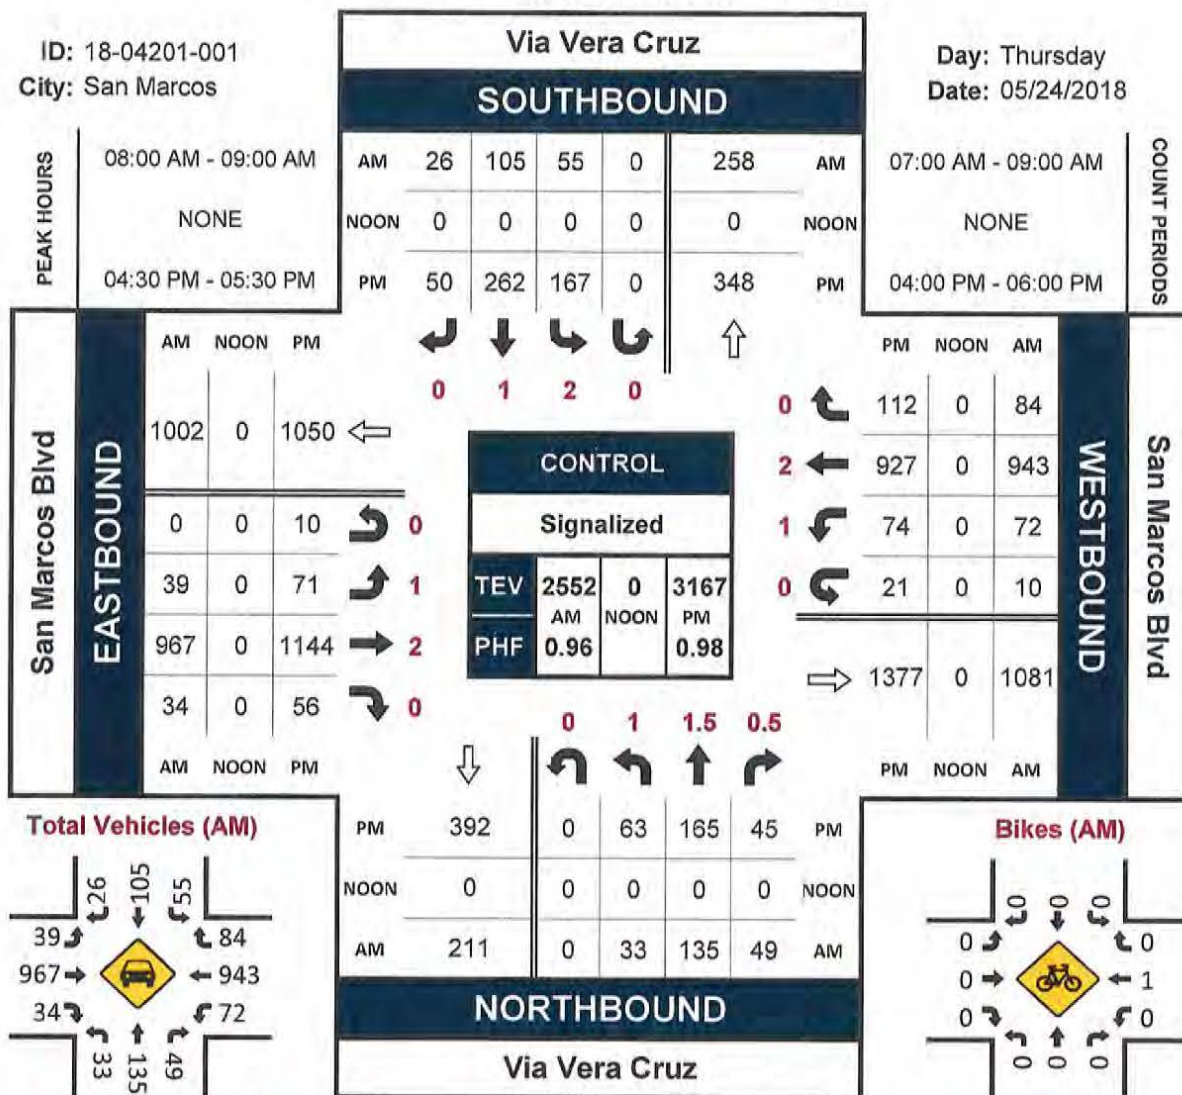 Via Vera Cruz
ID: 18-04201-001
Day: Thursday
City: San Marcos
Date: 05/24/2018
SOUTHBOUND
PEAK HOURS
08:00 AM - 09:00 AM
NONE
04:30 PM - 05:30 PM
AM 26 105 55 0 258 AM
NOON 0 0 0 0 0 NOON
PM 50 262 167 0 348 PM
0 1 2 0
07:00 AM - 09:00 AM
NONE
04:00 PM - 06:00 PM
COUNT PERIODS
San Marcos Blvd
EASTBOUND
AM NOON PM
1002 0 1050
0 0 10 0
39 0 71 1
967 0 1144 2
34 0 56 0
AM NOON PM
CONTROL
Signalized
TEV 2552 0 3167
AM NOON PM
PHF 0.96 0.98
PM NOON AM
0 112 0 84
2 927 0 943
1 74 0 72
0 21 0 10
1377 0 1081
PM NOON AM
WESTBOUND
San Marcos Blvd
0 1 1.5 0.5
PM 392 0 63 165 45 PM
NOON 0 0 0 0 0 NOON
AM 211 0 33 135 49 AM
NORTHBOUND
Via Vera Cruz
Total Vehicles (AM)
26 105 55
39 84
967 943
34 72
33 135 49
Bikes (AM)
0 0 0
0 0
0 1
0 0
0 0 0